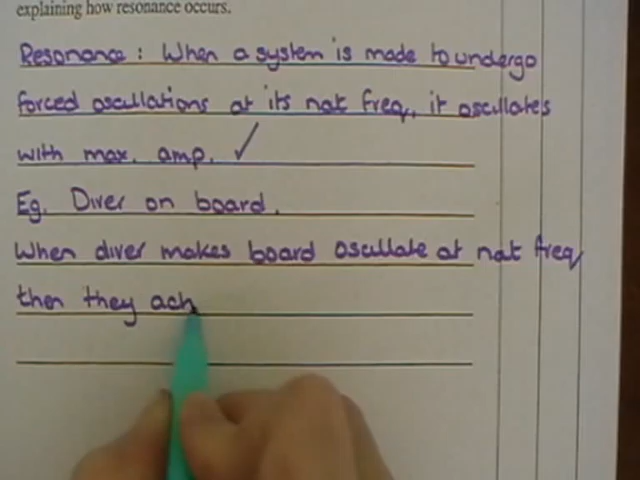 explaining how resonance occurs.
Resonance : When a system is made to undergo
forced oscillations at its nat freq, it oscillates
with max. amp. ✓
Eg. Diver on board.
When diver makes board oscillate at nat freq
then they ach